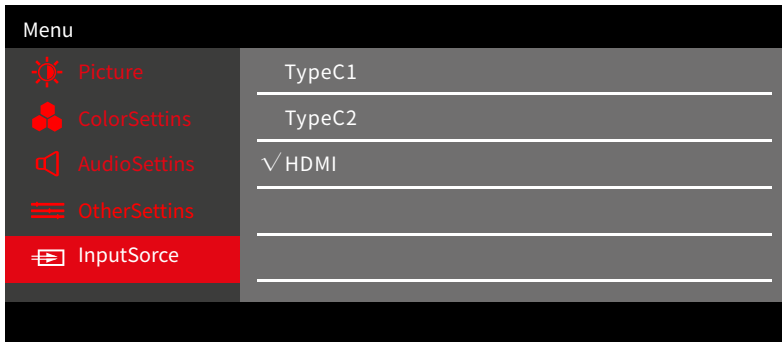 Menu
Picture
ColorSettins
AudioSettins
OtherSettins
InputSorce
TypeC1
TypeC2
√HDMI